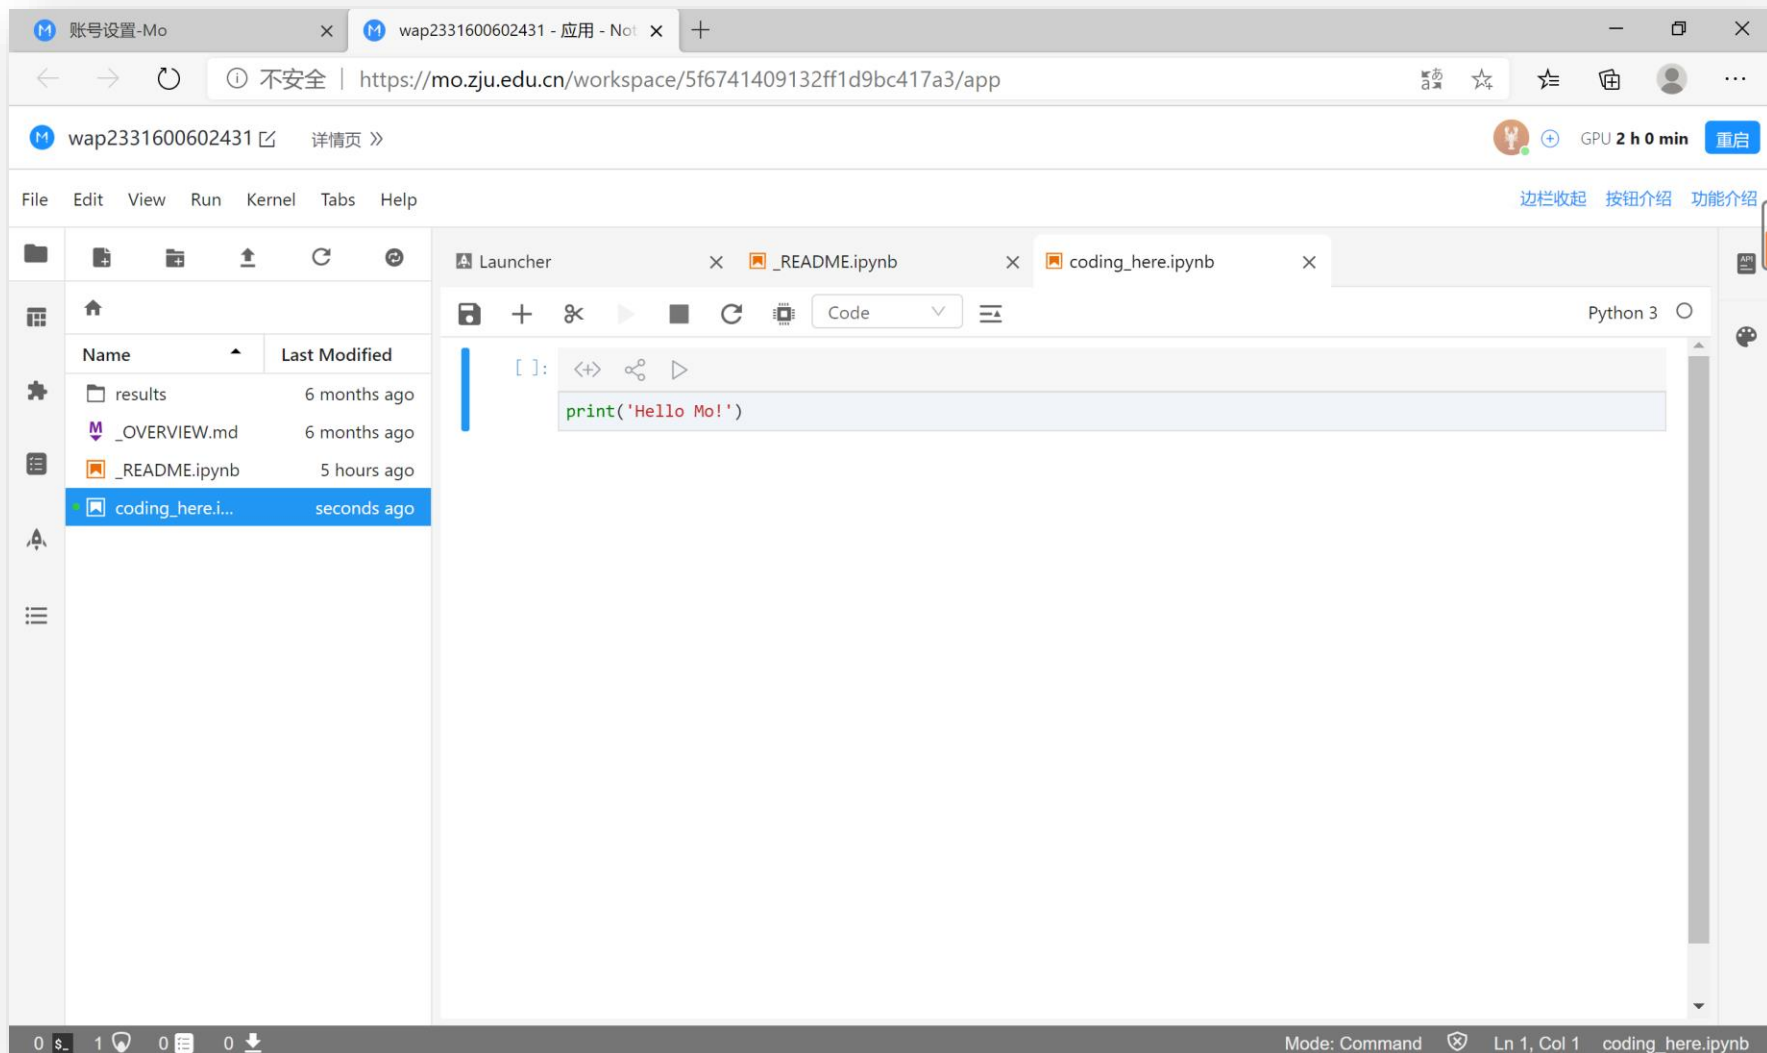 账号设置-Mo
wap2331600602431 - 应用 - Not
不安全 https://mo.zju.edu.cn/workspace/5f6741409132ff1d9bc417a3/app
wap2331600602431 详情页 GPU 2 h 0 min 重启
File Edit View Run Kernel Tabs Help 边栏收起 按钮介绍 功能介绍
Launcher _README.ipynb coding_here.ipynb API
Code Python 3
Name Last Modified
results 6 months ago
_OVERVIEW.md 6 months ago
_README.ipynb 5 hours ago
coding_here.i... seconds ago
[ ]:
print('Hello Mo!')
0 $_ 1 0 0 Mode: Command Ln 1, Col 1 coding_here.ipynb